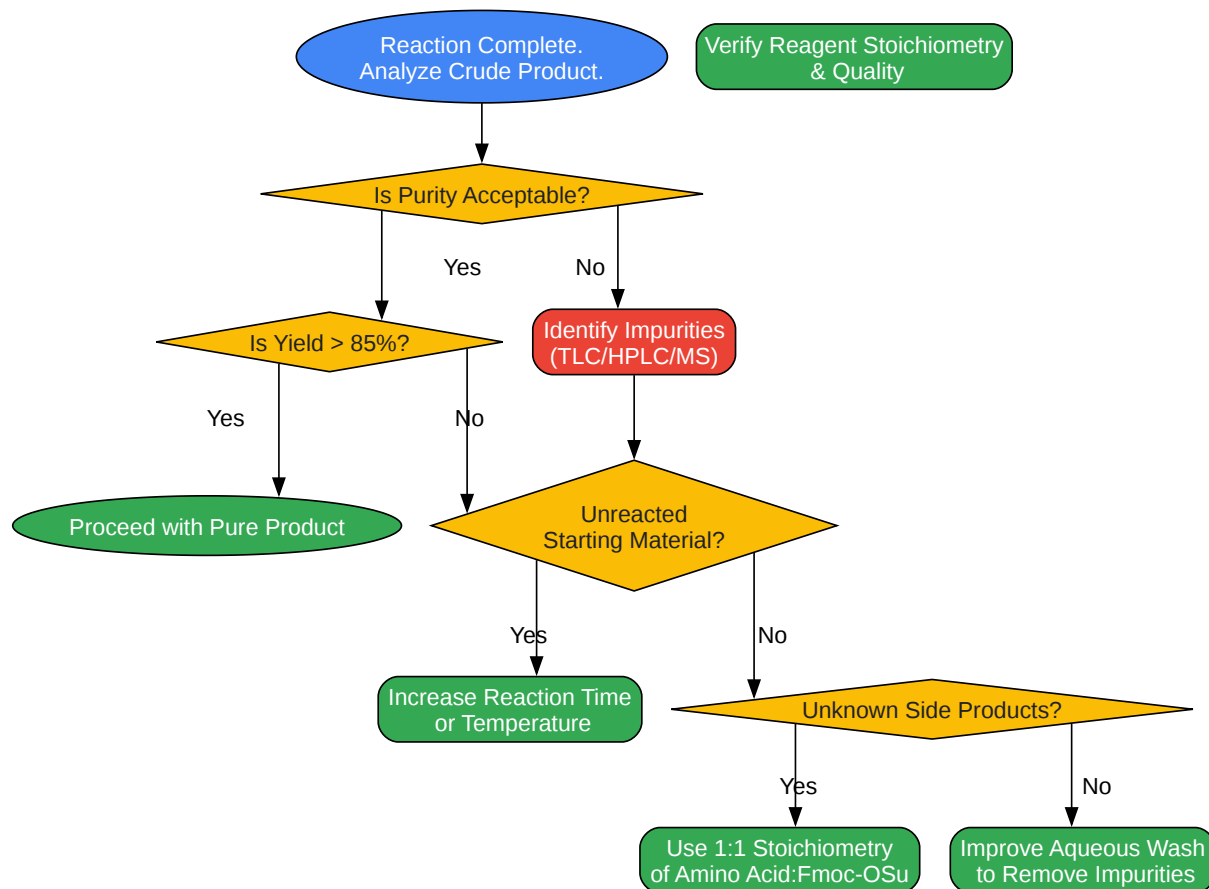 Reaction Complete.
Analyze Crude Product.
Verify Reagent Stoichiometry
& Quality
Is Purity Acceptable?
Yes
No
Is Yield > 85%?
Identify Impurities
(TLC/HPLC/MS)
Yes
No
Proceed with Pure Product
Unreacted
Starting Material?
Yes
No
Increase Reaction Time
or Temperature
Unknown Side Products?
Yes
No
Use 1:1 Stoichiometry
of Amino Acid:Fmoc-OSu
Improve Aqueous Wash
to Remove Impurities